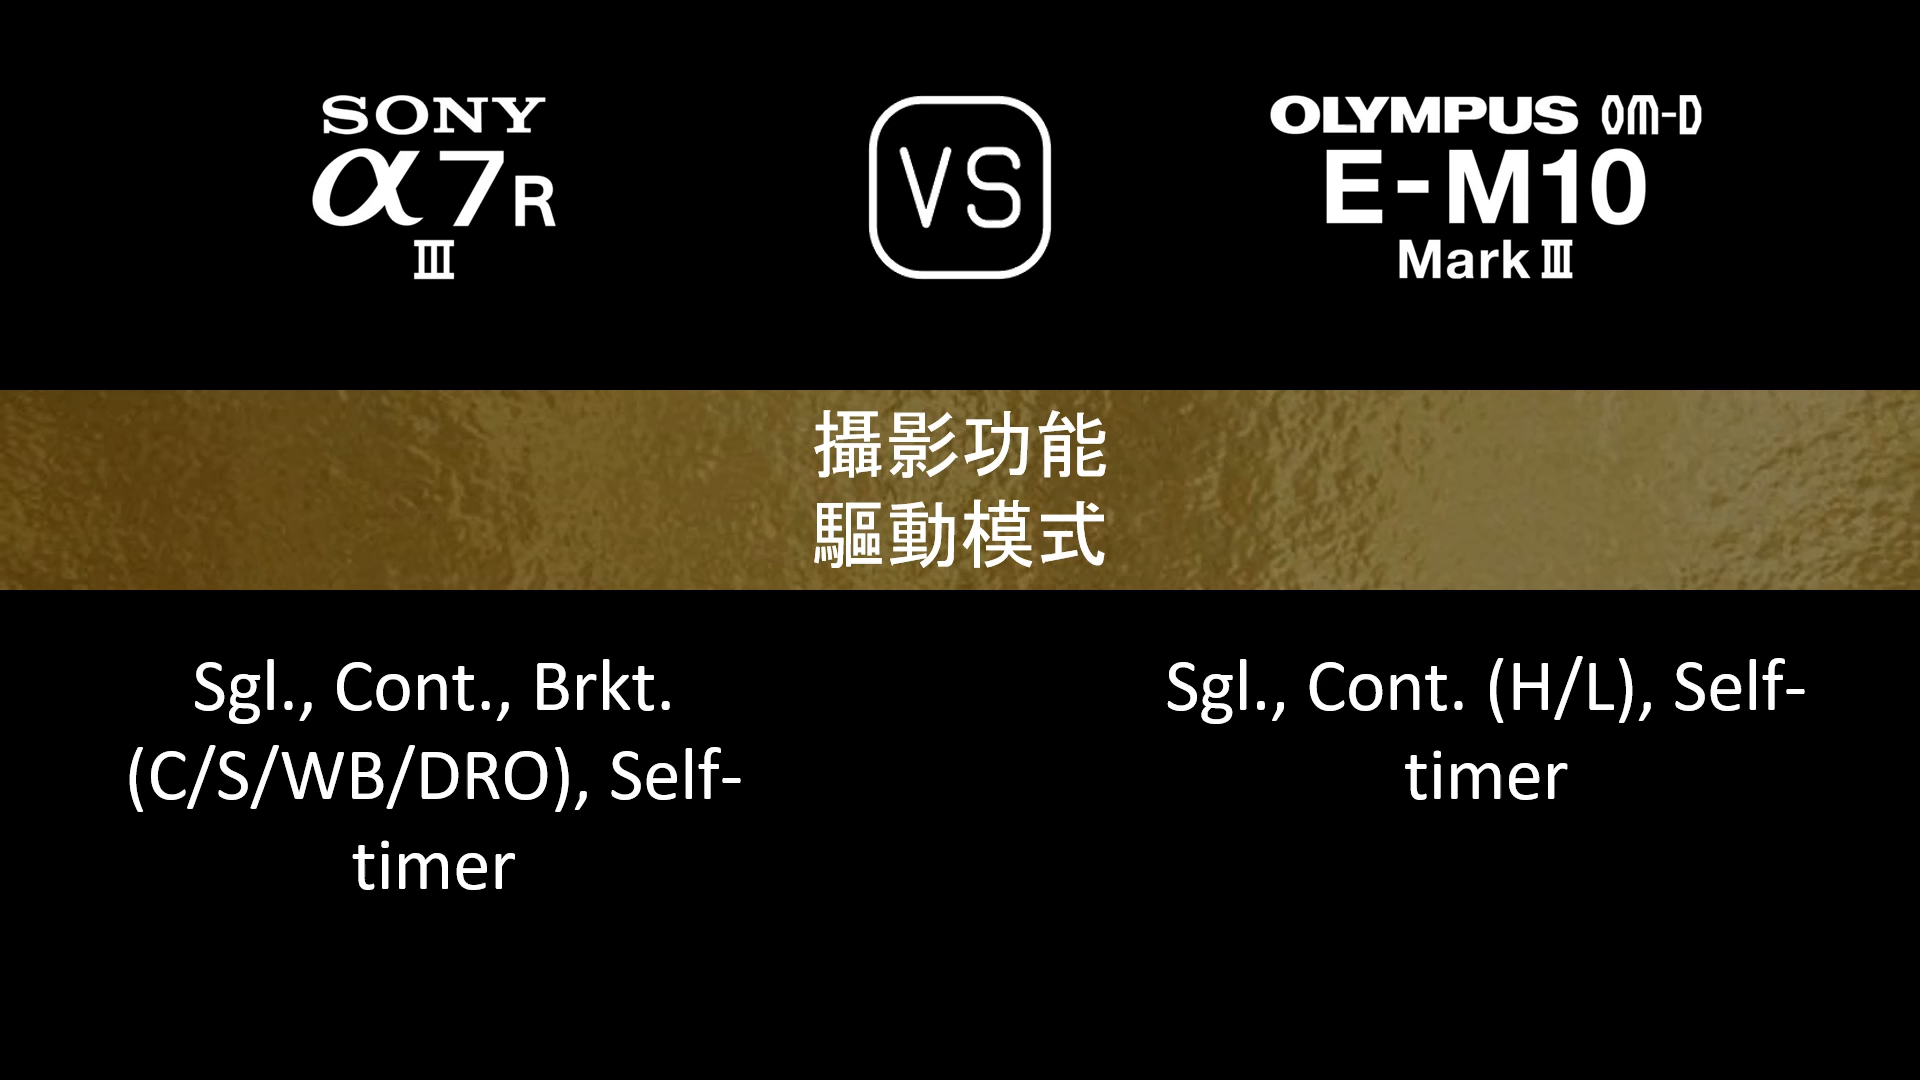 SONY
α7R
III
VS
OLYMPUS OM-D
E-M10
Mark III
攝影功能
驅動模式
Sgl., Cont., Brkt.
(C/S/WB/DRO), Self-
timer
Sgl., Cont. (H/L), Self-
timer